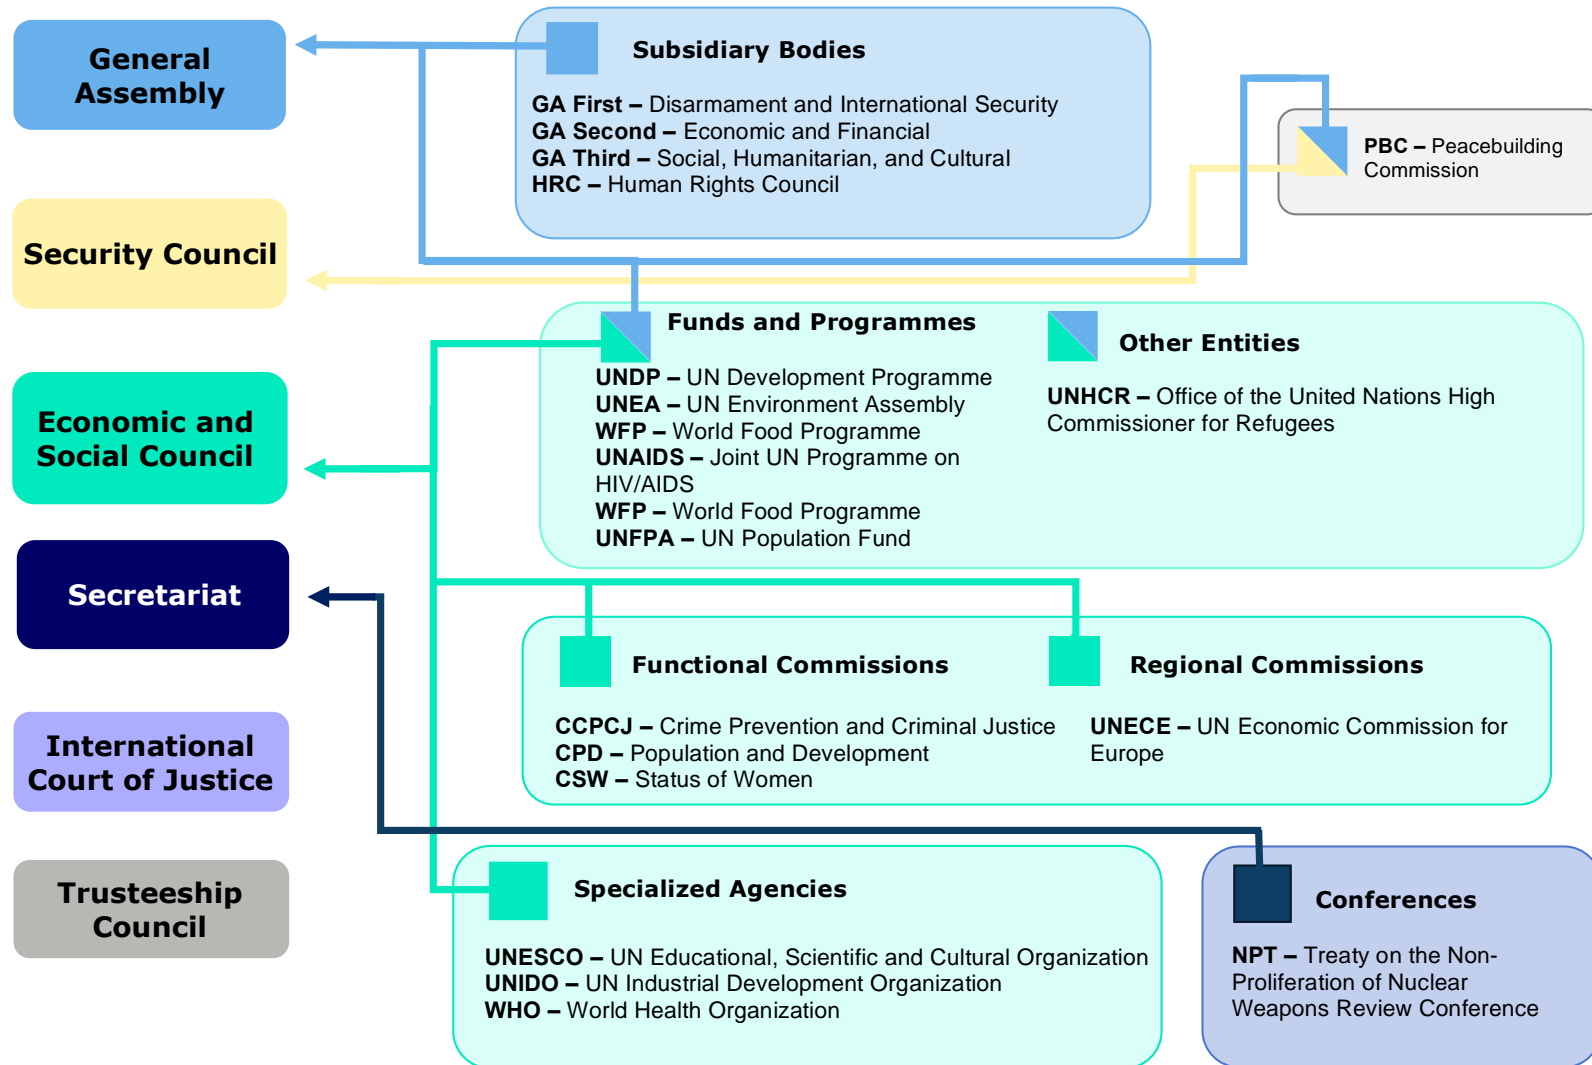 General
Assembly
Subsidiary Bodies
GA First – Disarmament and International Security
GA Second – Economic and Financial
GA Third – Social, Humanitarian, and Cultural
HRC – Human Rights Council
PBC – Peacebuilding
Commission
Security Council
Funds and Programmes
UNDP – UN Development Programme
UNEA – UN Environment Assembly
WFP – World Food Programme
UNAIDS – Joint UN Programme on
HIV/AIDS
WFP – World Food Programme
UNFPA – UN Population Fund
Other Entities
UNHCR – Office of the United Nations High
Commissioner for Refugees
Economic and
Social Council
Secretariat
Functional Commissions
CCPCJ – Crime Prevention and Criminal Justice
CPD – Population and Development
CSW – Status of Women
Regional Commissions
UNECE – UN Economic Commission for
Europe
International
Court of Justice
Trusteeship
Council
Specialized Agencies
UNESCO – UN Educational, Scientific and Cultural Organization
UNIDO – UN Industrial Development Organization
WHO – World Health Organization
Conferences
NPT – Treaty on the Non-
Proliferation of Nuclear
Weapons Review Conference